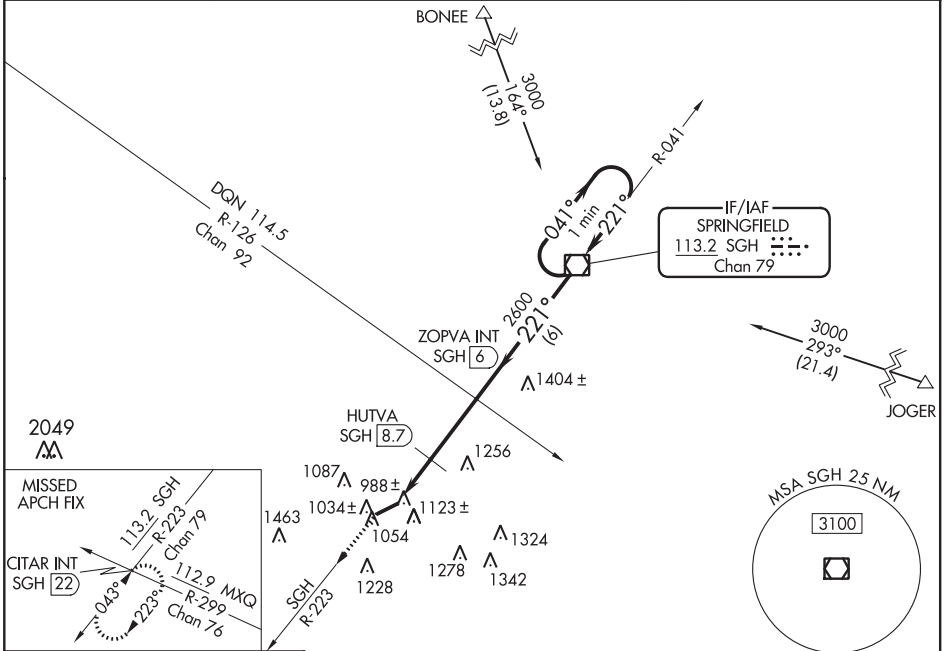 BONEE
3000
164°
(13.8)
R-041
DQN 114.5
R-126
Chan 92
041°
1 min
221°
IF/IAF
SPRINGFIELD
113.2 SGH
Chan 79
2600
221°
(6)
ZOPVA INT
SGH 6
1404 ±
3000
293°
(21.4)
JOGER
HUTVA
SGH 8.7
2049
1256
1087
988 ±
1034 ±
1123 ±
1054
1463
1324
1278
1342
1228
SGH
R-223
MISSED
APCH FIX
113.2 SGH
R-223
Chan 79
CITAR INT
SGH 22
112.9 MXQ
R-299
Chan 76
043°
223°
MSA SGH 25 NM
3100